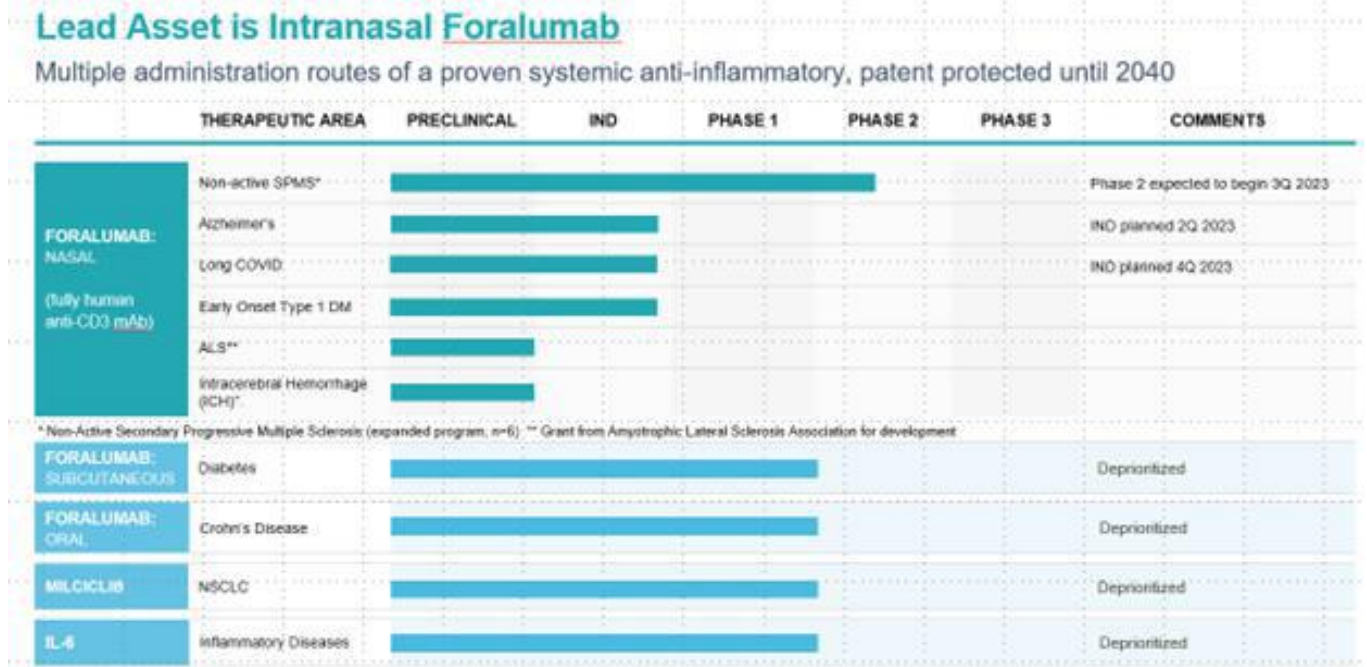 Lead Asset is Intranasal Foralumab
Multiple administration routes of a proven systemic anti-inflammatory, patent protected until 2040
THERAPEUTIC AREA PRECLINICAL IND PHASE 1 PHASE 2 PHASE 3 COMMENTS
FORALUMAB:
NASAL
(fully human
anti-CD3 mAb)
Non-active SPMS* Phase 2 expected to begin 3Q 2023
Alzheimer's IND planned 2Q 2023
Long COVID IND planned 4Q 2023
Early Onset Type 1 DM
ALS**
Intracerebral Hemorrhage
(ICH)*
* Non-Active Secondary Progressive Multiple Sclerosis (expanded program, n=6) ** Grant from Amyotrophic Lateral Sclerosis Association for development
FORALUMAB:
SUBCUTANEOUS
Diabetes Deprioritized
FORALUMAB:
ORAL
Crohn's Disease Deprioritized
MILCICLIB NSCLC Deprioritized
IL-6 Inflammatory Diseases Deprioritized